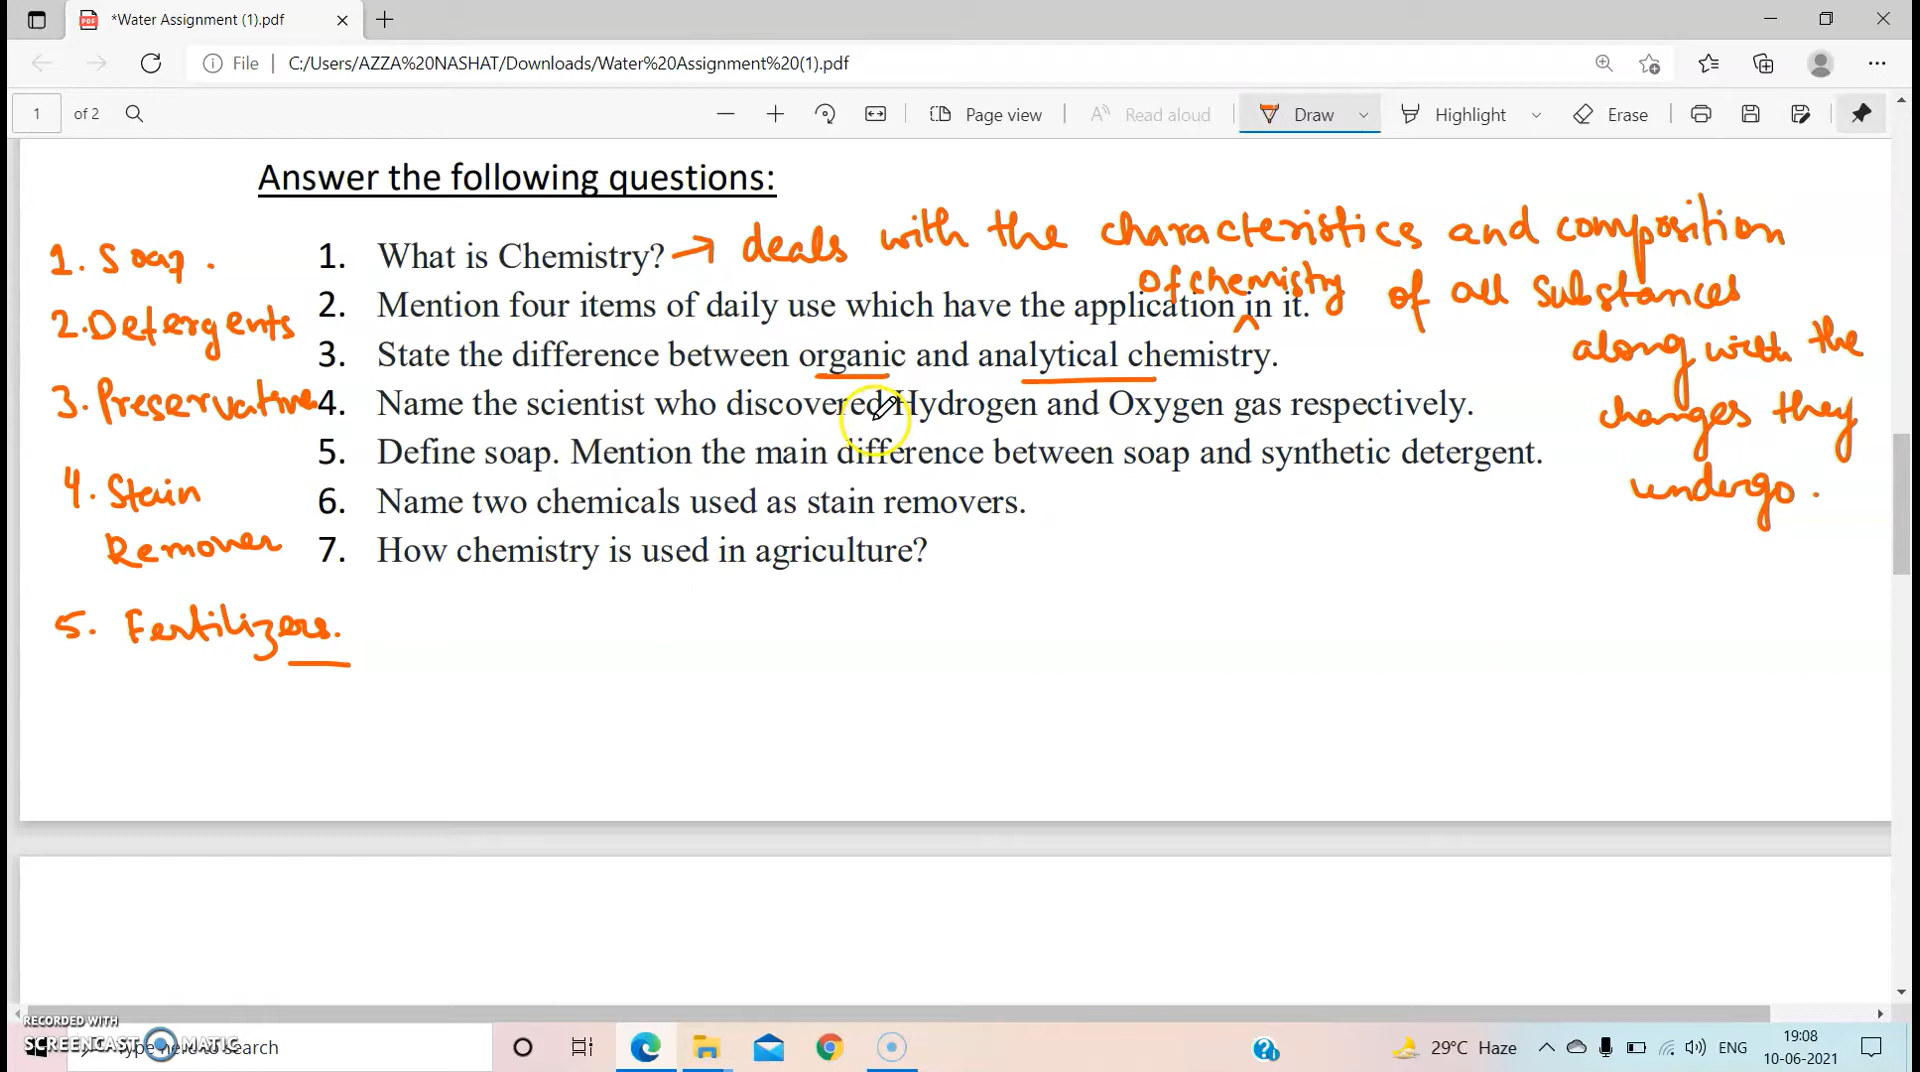 *Water Assignment (1).pdf
File | C:/Users/AZZA%20NASHAT/Downloads/Water%20Assignment%20(1).pdf
1 of 2 Page view Read aloud Draw Highlight Erase
Answer the following questions:
1. What is Chemistry? → deals with the characteristics and composition
of all substances
along with the
changes they
undergo.
of chemistry
2. Mention four items of daily use which have the application in it.
3. State the difference between organic and analytical chemistry.
4. Name the scientist who discovered Hydrogen and Oxygen gas respectively.
5. Define soap. Mention the main difference between soap and synthetic detergent.
6. Name two chemicals used as stain removers.
7. How chemistry is used in agriculture?
1. Soap.
2. Detergents
3. Preservative
4. Stain
Remover
5. Fertilizers.
RECORDED WITH
SCREENCAST MATIC
Type here to search
29°C Haze
ENG
19:08
10-06-2021